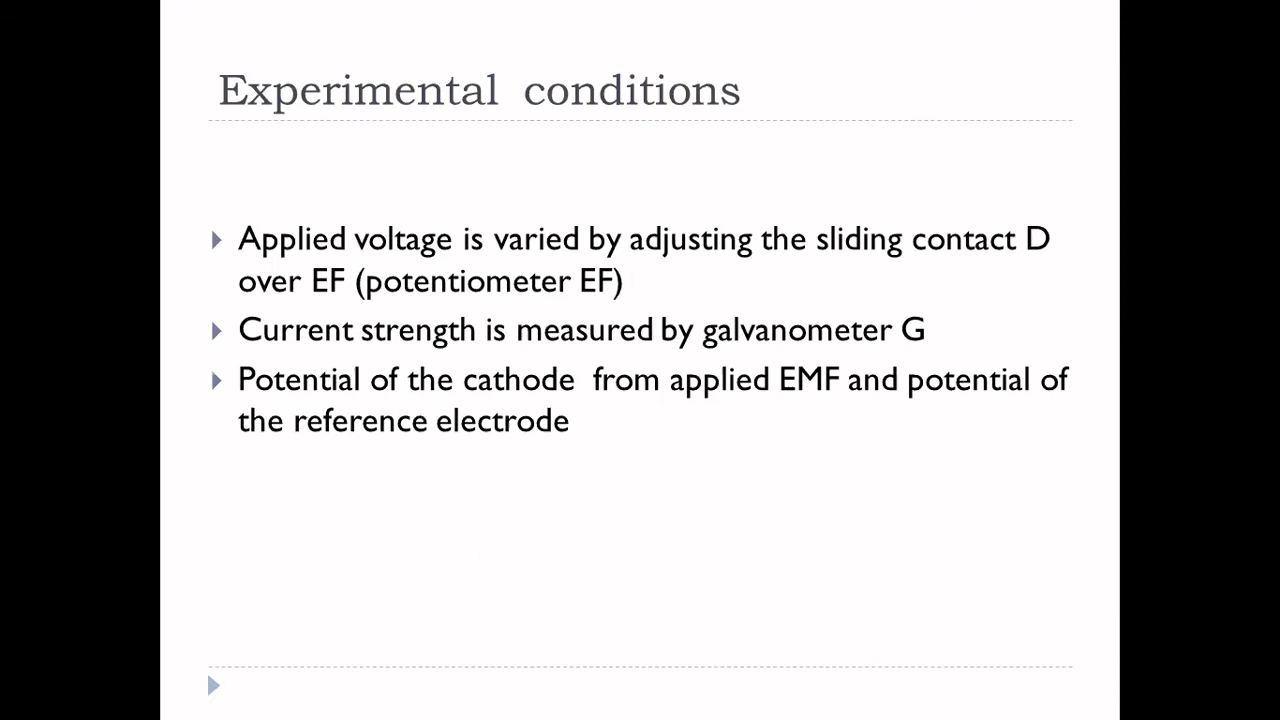 Experimental conditions
Applied voltage is varied by adjusting the sliding contact D
over EF (potentiometer EF)
Current strength is measured by galvanometer G
Potential of the cathode from applied EMF and potential of
the reference electrode